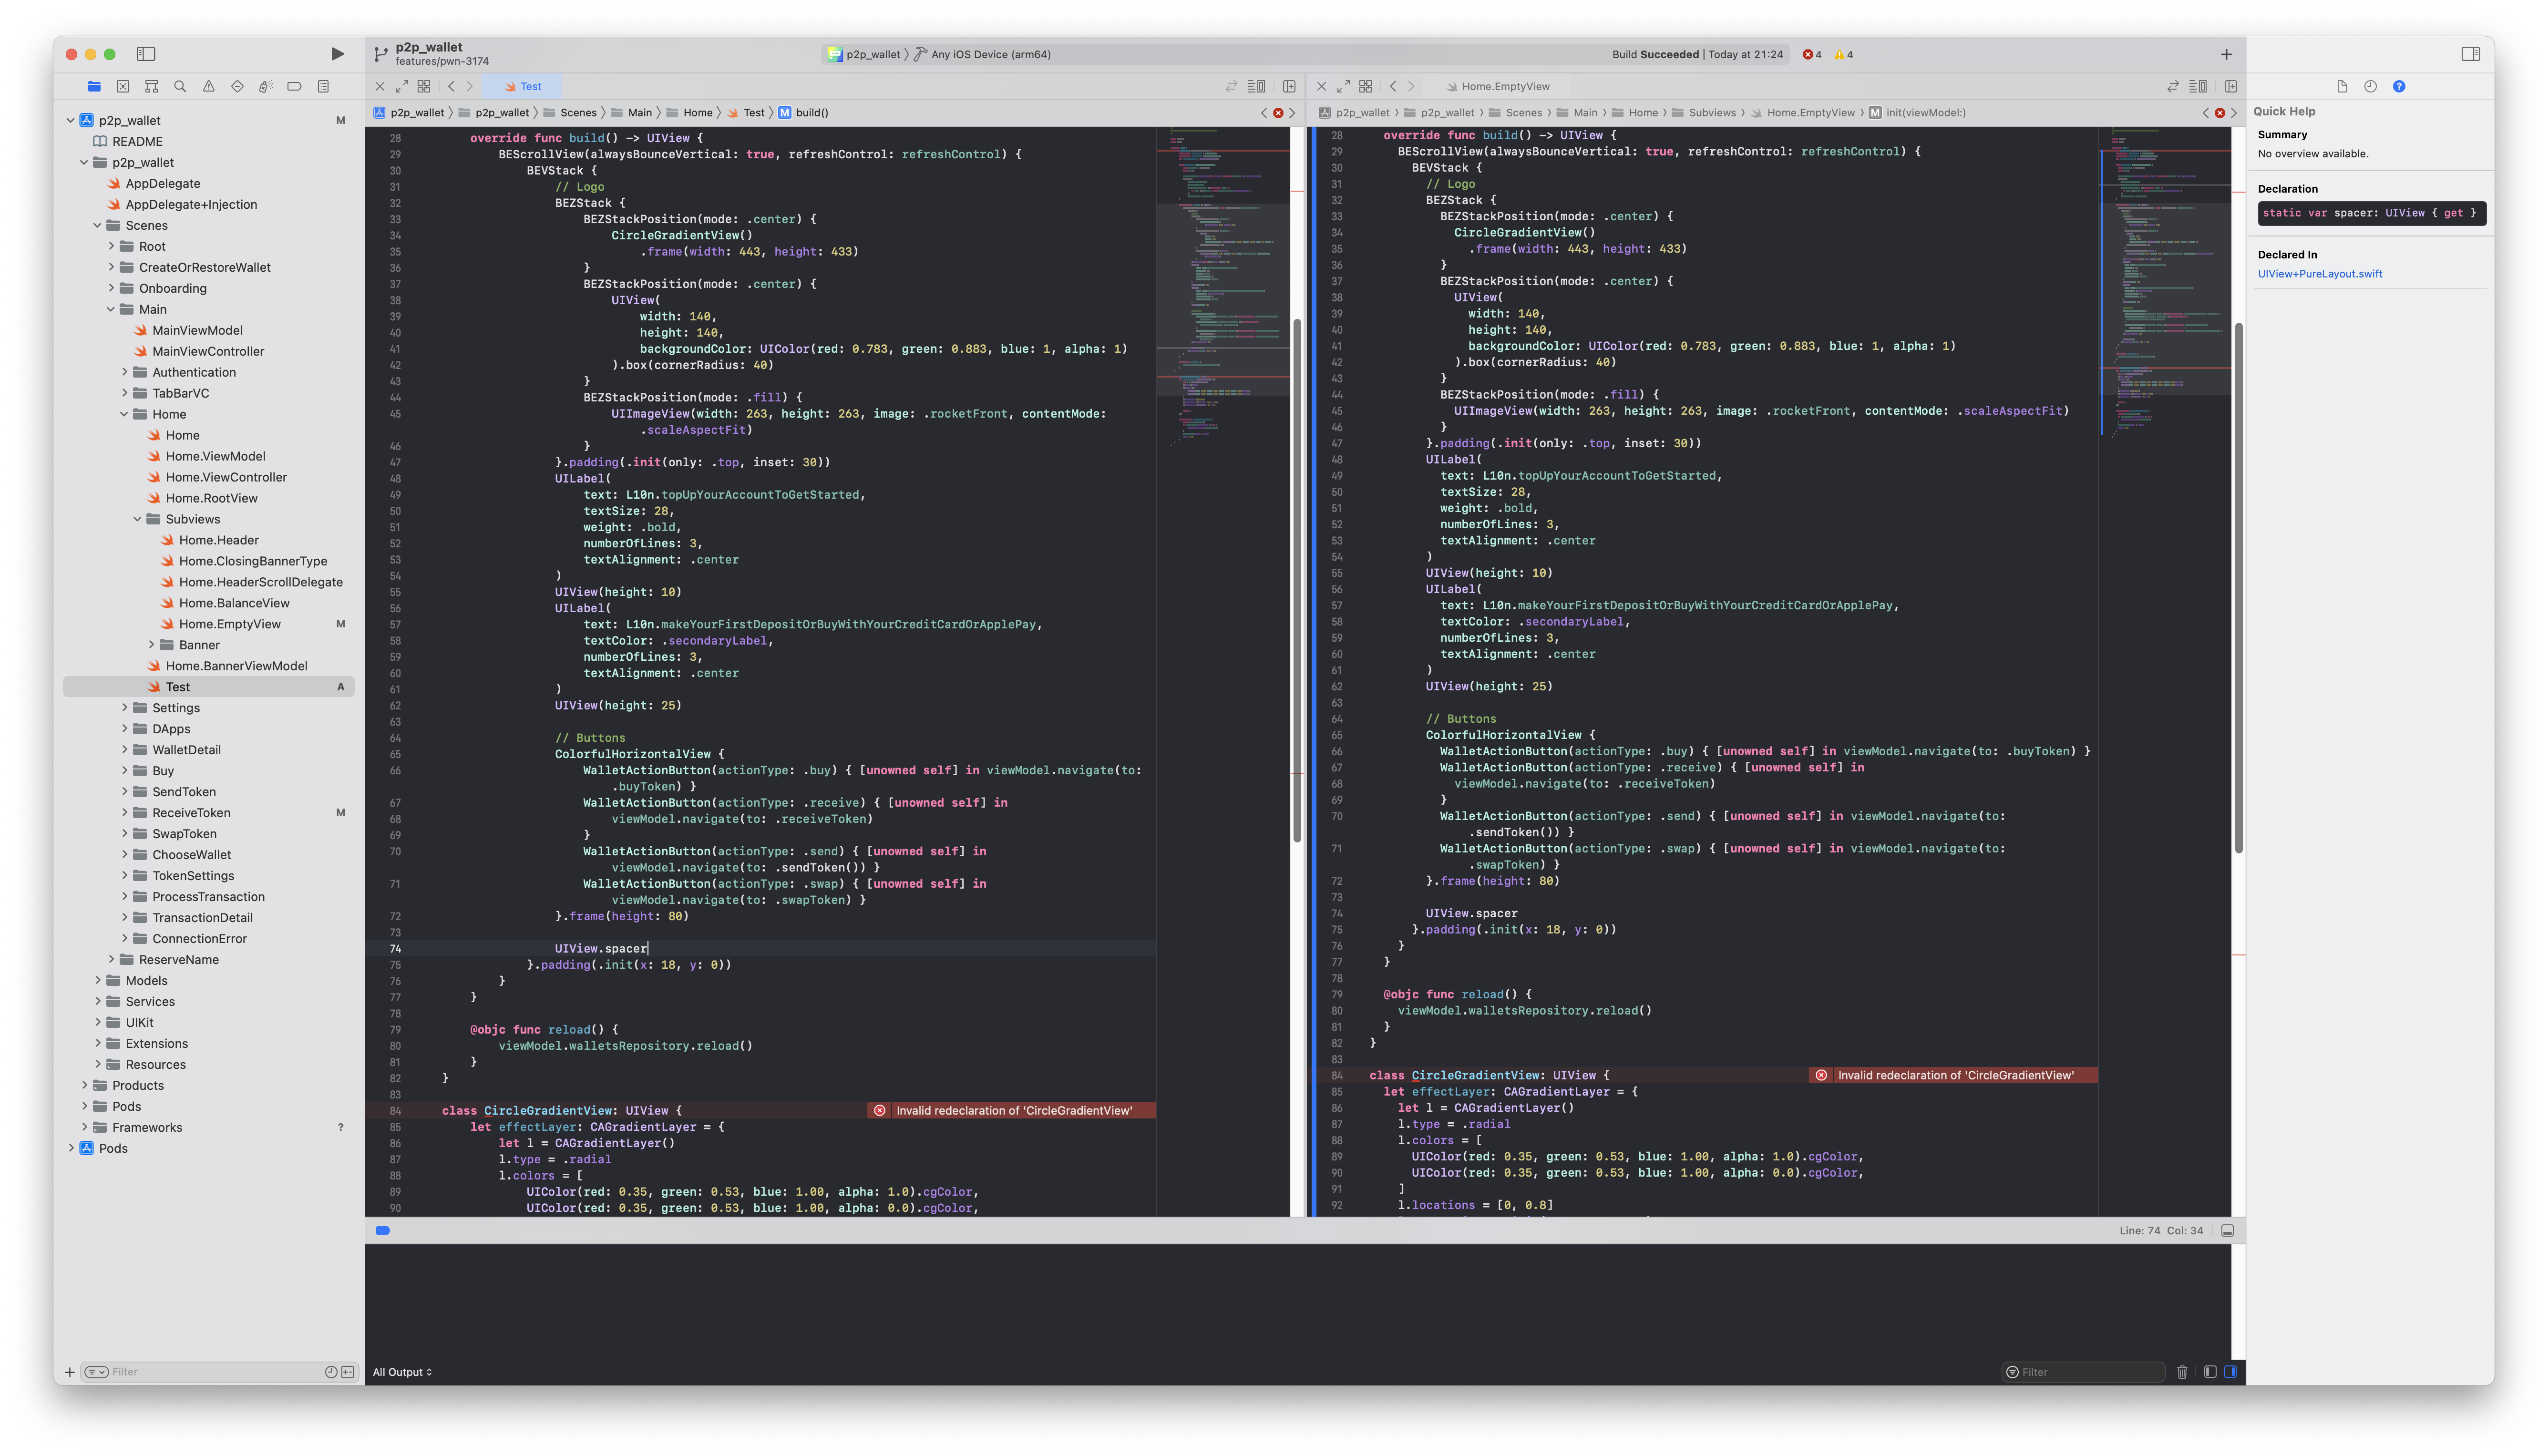 p2p_wallet
features/pwn-3174
p2p_wallet Any iOS Device (arm64)
Build Succeeded | Today at 21:24
4
4
p2p_wallet M
README
p2p_wallet
AppDelegate
AppDelegate+Injection
Scenes
Root
CreateOrRestoreWallet
Onboarding
Main
MainViewModel
MainViewController
Authentication
TabBarVC
Home
Home
Home.ViewModel
Home.ViewController
Home.RootView
Subviews
Home.Header
Home.ClosingBannerType
Home.HeaderScrollDelegate
Home.BalanceView
Home.EmptyView M
Banner
Home.BannerViewModel
Test A
Settings
DApps
WalletDetail
Buy
SendToken
ReceiveToken M
SwapToken
ChooseWallet
TokenSettings
ProcessTransaction
TransactionDetail
ConnectionError
ReserveName
Models
Services
UIKit
Extensions
Resources
Products
Pods
Frameworks ?
Pods
Filter
Test
p2p_wallet p2p_wallet Scenes Main Home Test M build()
28 override func build() -> UIView {
29 BEScrollView(alwaysBounceVertical: true, refreshControl: refreshControl) {
30 BEVStack {
31 // Logo
32 BEZStack {
33 BEZStackPosition(mode: .center) {
34 CircleGradientView()
35 .frame(width: 443, height: 433)
36 }
37 BEZStackPosition(mode: .center) {
38 UIView(
39 width: 140,
40 height: 140,
41 backgroundColor: UIColor(red: 0.783, green: 0.883, blue: 1, alpha: 1)
42 ).box(cornerRadius: 40)
43 }
44 BEZStackPosition(mode: .fill) {
45 UIImageView(width: 263, height: 263, image: .rocketFront, contentMode:
.scaleAspectFit)
46 }
47 }.padding(.init(only: .top, inset: 30))
48 UILabel(
49 text: L10n.topUpYourAccountToGetStarted,
50 textSize: 28,
51 weight: .bold,
52 numberOfLines: 3,
53 textAlignment: .center
54 )
55 UIView(height: 10)
56 UILabel(
57 text: L10n.makeYourFirstDepositOrBuyWithYourCreditCardOrApplePay,
58 textColor: .secondaryLabel,
59 numberOfLines: 3,
60 textAlignment: .center
61 )
62 UIView(height: 25)
63
64 // Buttons
65 ColorfulHorizontalView {
66 WalletActionButton(actionType: .buy) { [unowned self] in viewModel.navigate(to:
.buyToken) }
67 WalletActionButton(actionType: .receive) { [unowned self] in
68 viewModel.navigate(to: .receiveToken)
69 }
70 WalletActionButton(actionType: .send) { [unowned self] in
viewModel.navigate(to: .sendToken()) }
71 WalletActionButton(actionType: .swap) { [unowned self] in
viewModel.navigate(to: .swapToken) }
72 }.frame(height: 80)
73
74 UIView.spacer
75 }.padding(.init(x: 18, y: 0))
76 }
77 }
78
79 @objc func reload() {
80 viewModel.walletsRepository.reload()
81 }
82 }
83
84 class CircleGradientView: UIView { Invalid redeclaration of 'CircleGradientView'
85 let effectLayer: CAGradientLayer = {
86 let l = CAGradientLayer()
87 l.type = .radial
88 l.colors = [
89 UIColor(red: 0.35, green: 0.53, blue: 1.00, alpha: 1.0).cgColor,
90 UIColor(red: 0.35, green: 0.53, blue: 1.00, alpha: 0.0).cgColor,
Home.EmptyView
p2p_wallet p2p_wallet Scenes Main Home Subviews Home.EmptyView M init(viewModel:)
28 override func build() -> UIView {
29 BEScrollView(alwaysBounceVertical: true, refreshControl: refreshControl) {
30 BEVStack {
31 // Logo
32 BEZStack {
33 BEZStackPosition(mode: .center) {
34 CircleGradientView()
35 .frame(width: 443, height: 433)
36 }
37 BEZStackPosition(mode: .center) {
38 UIView(
39 width: 140,
40 height: 140,
41 backgroundColor: UIColor(red: 0.783, green: 0.883, blue: 1, alpha: 1)
42 ).box(cornerRadius: 40)
43 }
44 BEZStackPosition(mode: .fill) {
45 UIImageView(width: 263, height: 263, image: .rocketFront, contentMode: .scaleAspectFit)
46 }
47 }.padding(.init(only: .top, inset: 30))
48 UILabel(
49 text: L10n.topUpYourAccountToGetStarted,
50 textSize: 28,
51 weight: .bold,
52 numberOfLines: 3,
53 textAlignment: .center
54 )
55 UIView(height: 10)
56 UILabel(
57 text: L10n.makeYourFirstDepositOrBuyWithYourCreditCardOrApplePay,
58 textColor: .secondaryLabel,
59 numberOfLines: 3,
60 textAlignment: .center
61 )
62 UIView(height: 25)
63
64 // Buttons
65 ColorfulHorizontalView {
66 WalletActionButton(actionType: .buy) { [unowned self] in viewModel.navigate(to: .buyToken) }
67 WalletActionButton(actionType: .receive) { [unowned self] in
68 viewModel.navigate(to: .receiveToken)
69 }
70 WalletActionButton(actionType: .send) { [unowned self] in viewModel.navigate(to:
.sendToken()) }
71 WalletActionButton(actionType: .swap) { [unowned self] in viewModel.navigate(to:
.swapToken) }
72 }.frame(height: 80)
73
74 UIView.spacer
75 }.padding(.init(x: 18, y: 0))
76 }
77 }
78
79 @objc func reload() {
80 viewModel.walletsRepository.reload()
81 }
82 }
83
84 class CircleGradientView: UIView { Invalid redeclaration of 'CircleGradientView'
85 let effectLayer: CAGradientLayer = {
86 let l = CAGradientLayer()
87 l.type = .radial
88 l.colors = [
89 UIColor(red: 0.35, green: 0.53, blue: 1.00, alpha: 1.0).cgColor,
90 UIColor(red: 0.35, green: 0.53, blue: 1.00, alpha: 0.0).cgColor,
91 ]
92 l.locations = [0, 0.8]
Line: 74 Col: 34
All Output
Filter
Quick Help
Summary
No overview available.
Declaration
static var spacer: UIView { get }
Declared In
UIView+PureLayout.swift